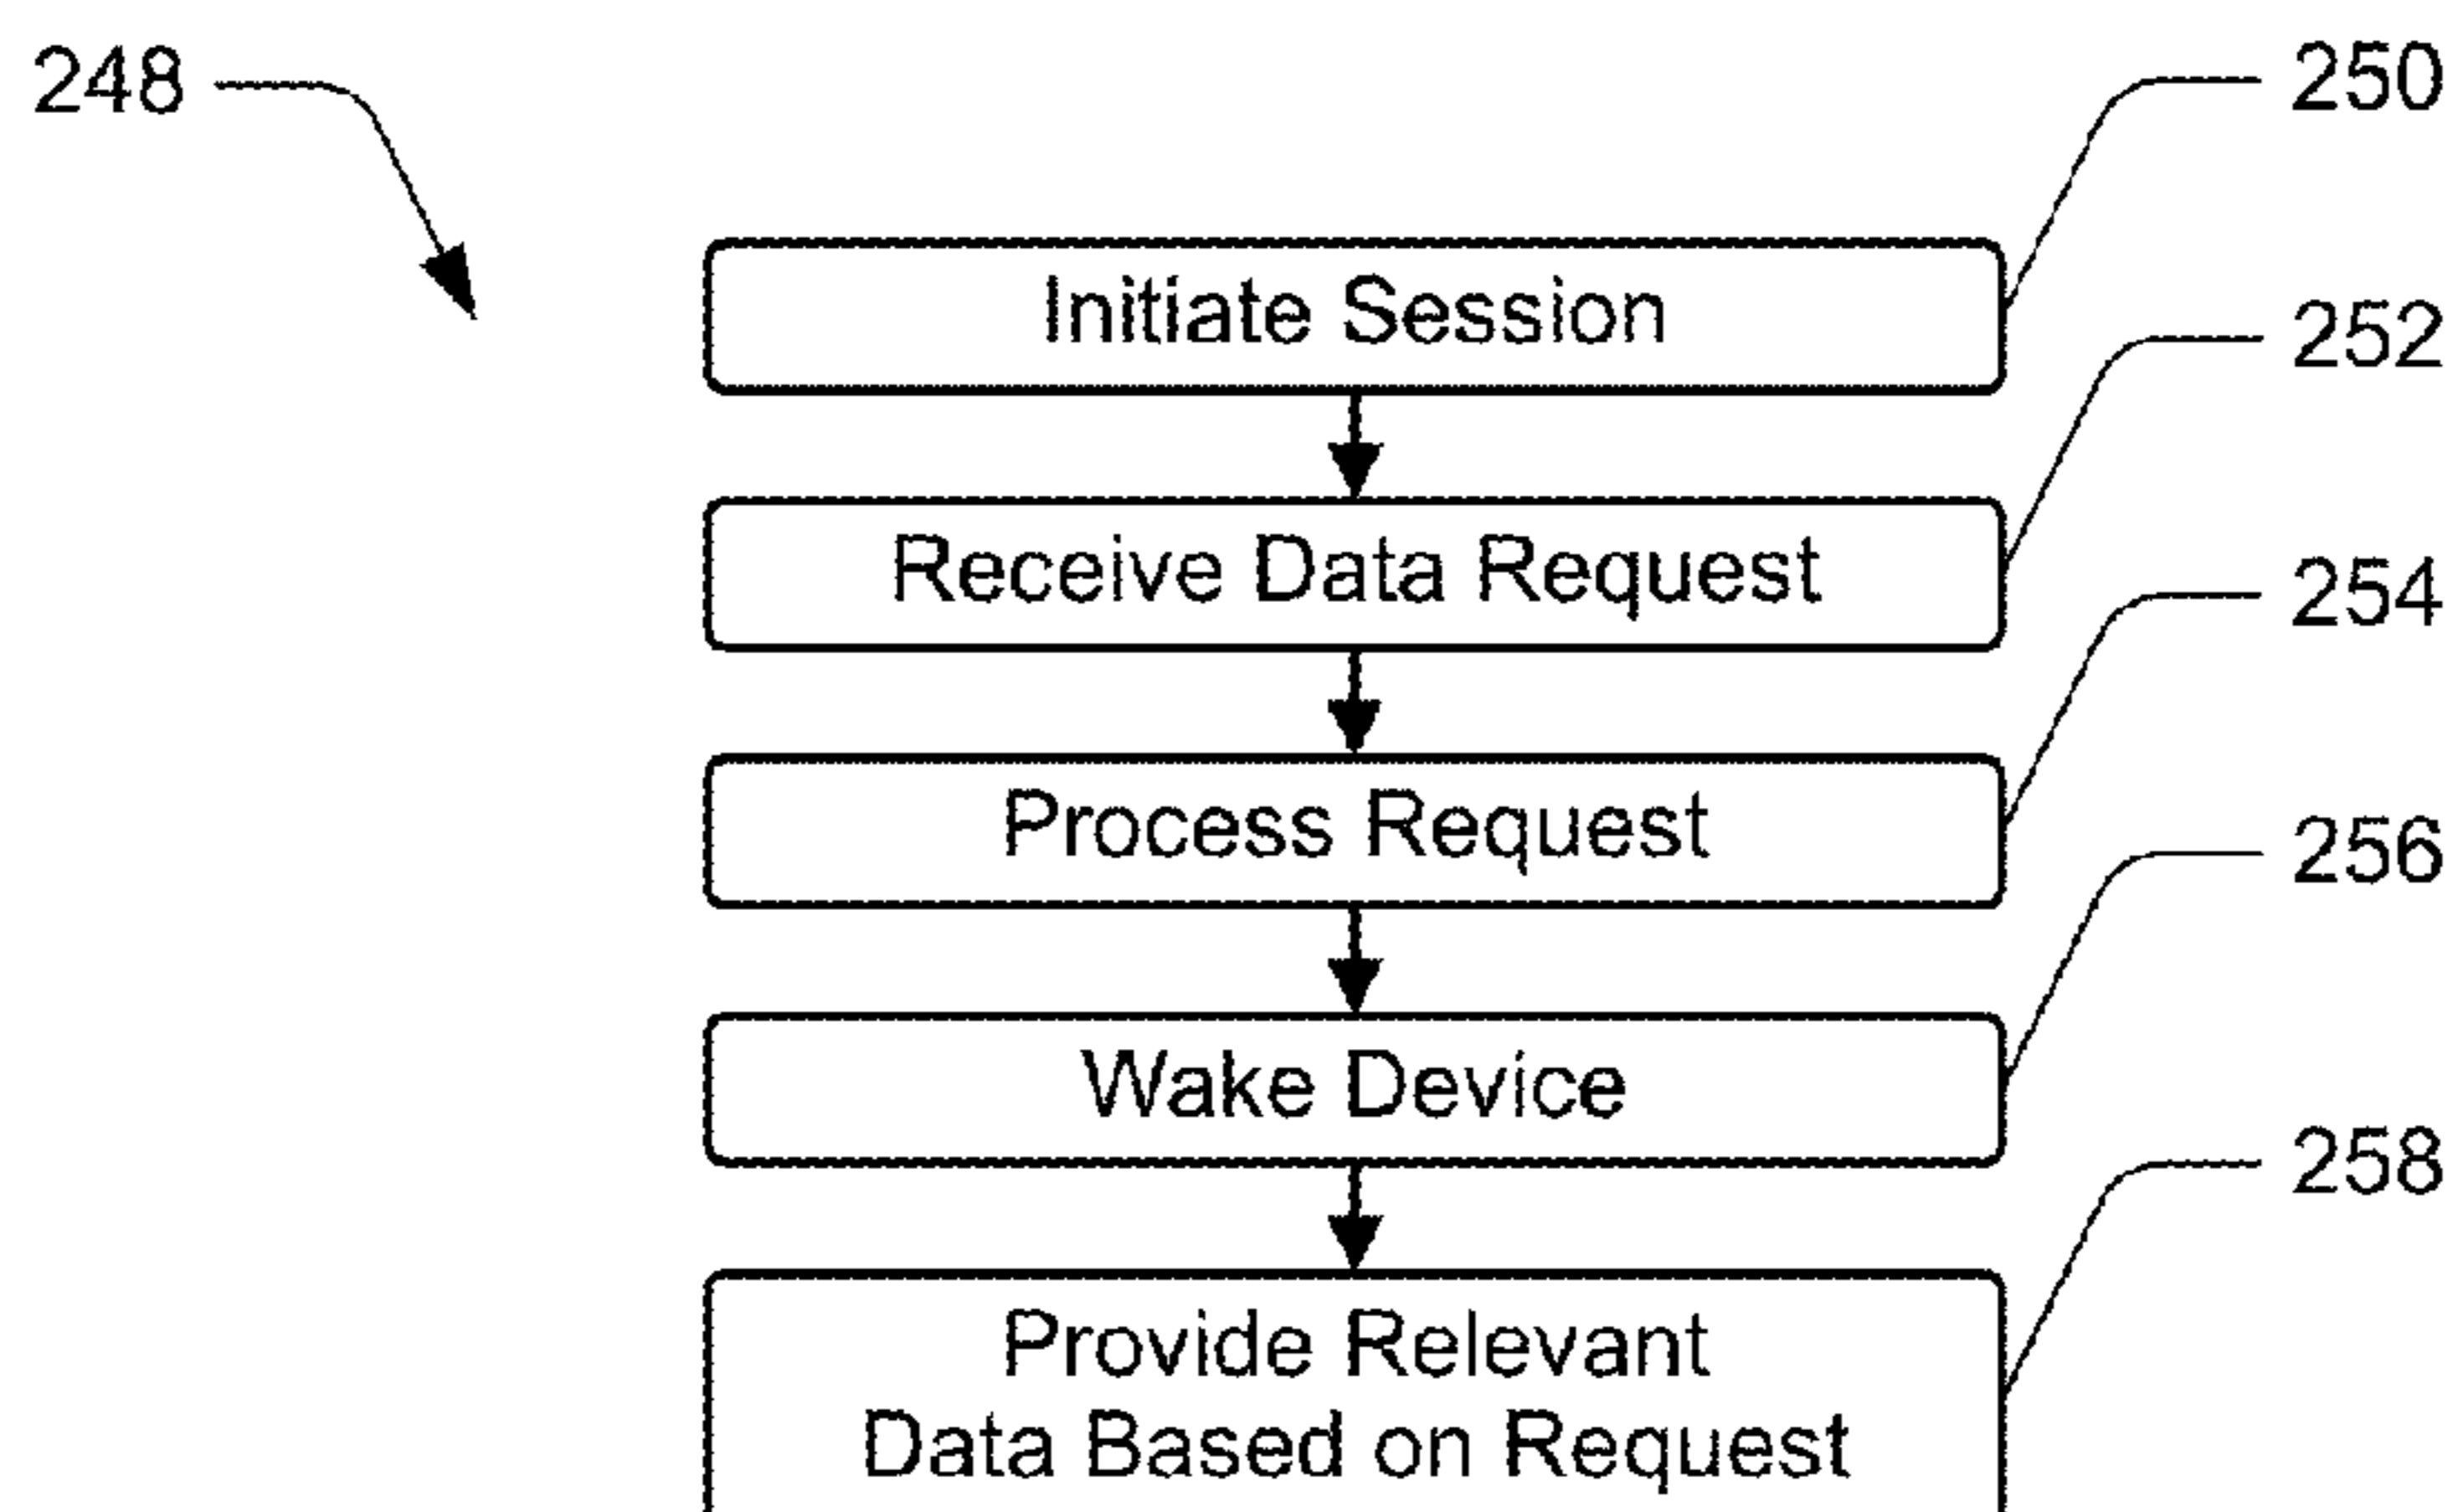 248
250
Initiate Session
252
Receive Data Request
254
Process Request
256
Wake Device
258
Provide Relevant
Data Based on Request